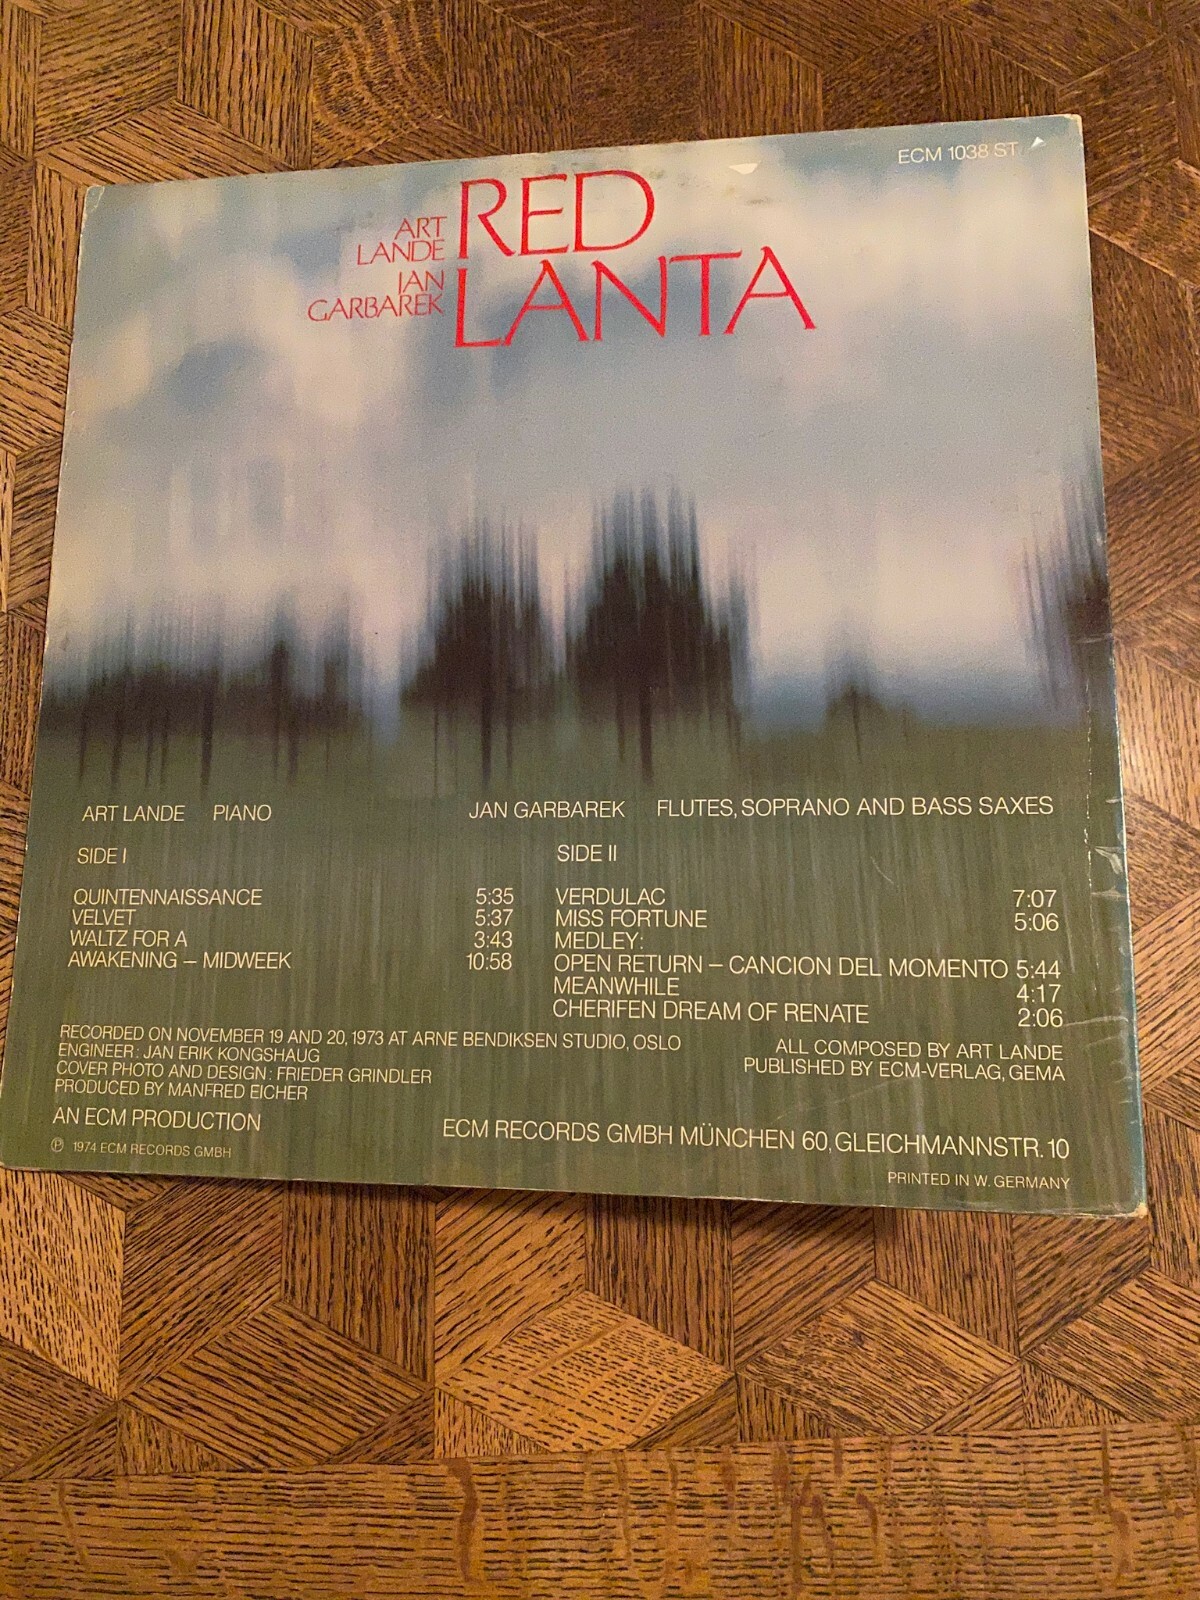 ECM 1038 ST
ART
LANDE
JAN
GARBAREK
RED
LANTA
ART LANDE PIANO
JAN GARBAREK FLUTES, SOPRANO AND BASS SAXES
SIDE I
QUINTENNAISSANCE 5:35
VELVET 5:37
WALTZ FOR A 3:43
AWAKENING – MIDWEEK 10:58
SIDE II
VERDULAC 7:07
MISS FORTUNE 5:06
MEDLEY:
OPEN RETURN – CANCION DEL MOMENTO 5:44
MEANWHILE 4:17
CHERIFEN DREAM OF RENATE 2:06
RECORDED ON NOVEMBER 19 AND 20, 1973 AT ARNE BENDIKSEN STUDIO, OSLO
ENGINEER: JAN ERIK KONGSHAUG
COVER PHOTO AND DESIGN: FRIEDER GRINDLER
PRODUCED BY MANFRED EICHER
ALL COMPOSED BY ART LANDE
PUBLISHED BY ECM-VERLAG, GEMA
AN ECM PRODUCTION
℗ 1974 ECM RECORDS GMBH
ECM RECORDS GMBH MÜNCHEN 60, GLEICHMANNSTR. 10
PRINTED IN W. GERMANY